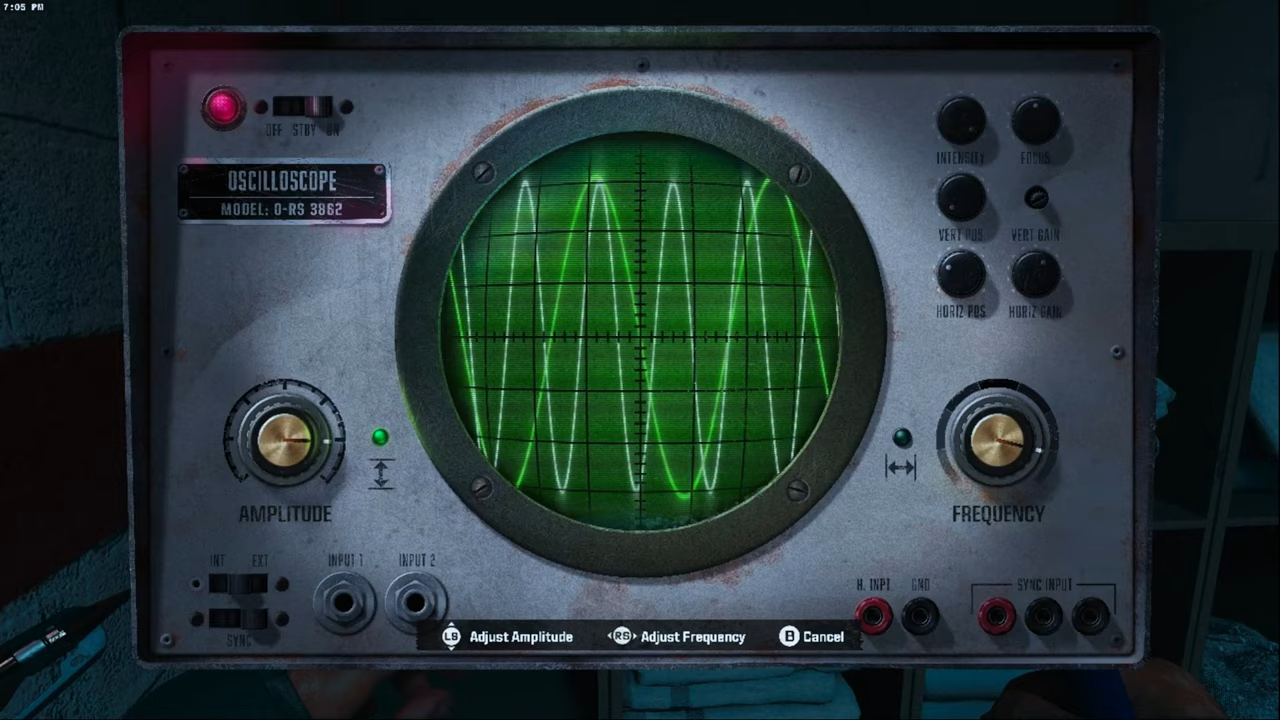 7:05 PM
OFF STBY ON
INTENSITY FOCUS
OSCILLOSCOPE
MODEL: O-RS 3862
VERT POS VERT GAIN
HORIZ POS HORIZ GAIN
AMPLITUDE
FREQUENCY
INT EXT INPUT 1 INPUT 2
H. INPT GND SYNC INPUT
SYNC
LS Adjust Amplitude RS Adjust Frequency B Cancel